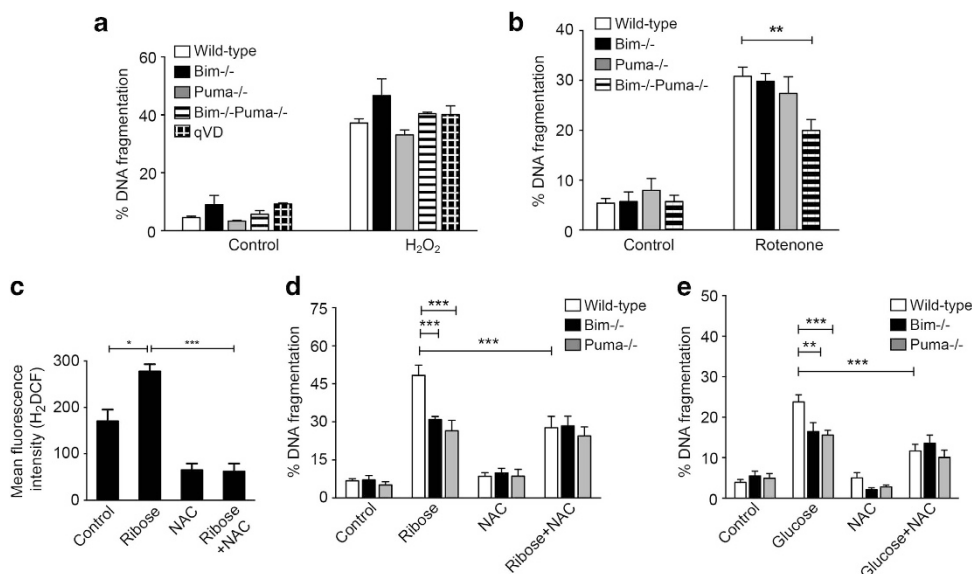 a
Wild-type
Bim-/-
Puma-/-
Bim-/-Puma-/-
qVD
% DNA fragmentation
60
40
20
0
Control
H₂O₂
b
Wild-type
Bim-/-
Puma-/-
Bim-/-Puma-/-
**
% DNA fragmentation
40
30
20
10
0
Control
Rotenone
c
*
***
Mean fluorescence
intensity (H₂DCF)
300
200
100
0
Control
Ribose
NAC
Ribose
+NAC
d
Wild-type
Bim-/-
Puma-/-
***
***
***
% DNA fragmentation
75
60
45
30
15
0
Control
Ribose
NAC
Ribose+NAC
e
Wild-type
Bim-/-
Puma-/-
***
**
***
% DNA fragmentation
50
40
30
20
10
0
Control
Glucose
NAC
Glucose+NAC